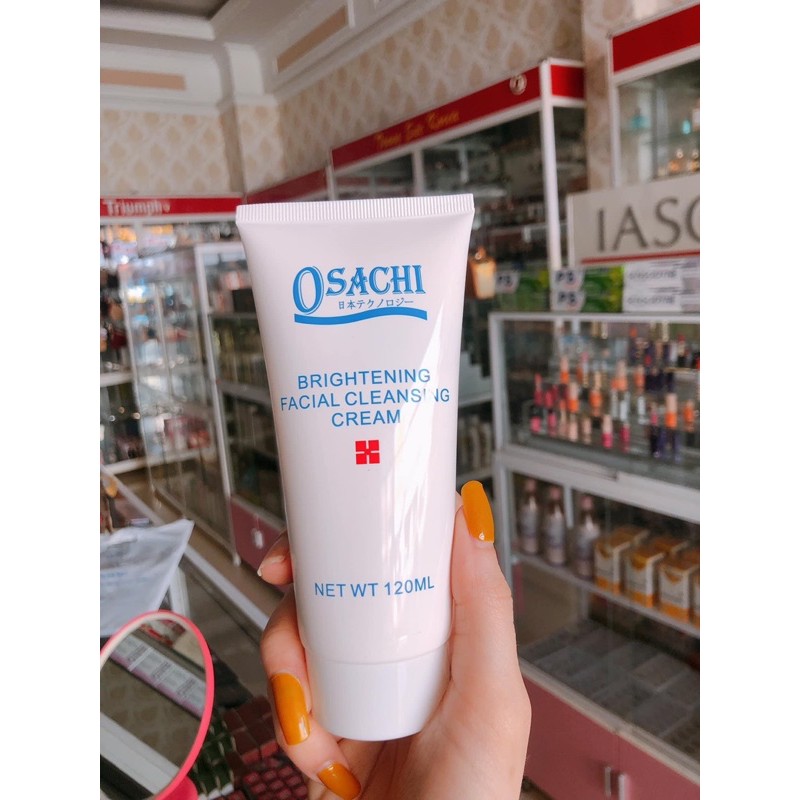 Triumph
IASO
OSACHI
日本テクノロジー
BRIGHTENING
FACIAL CLEANSING
CREAM
NET WT 120ML